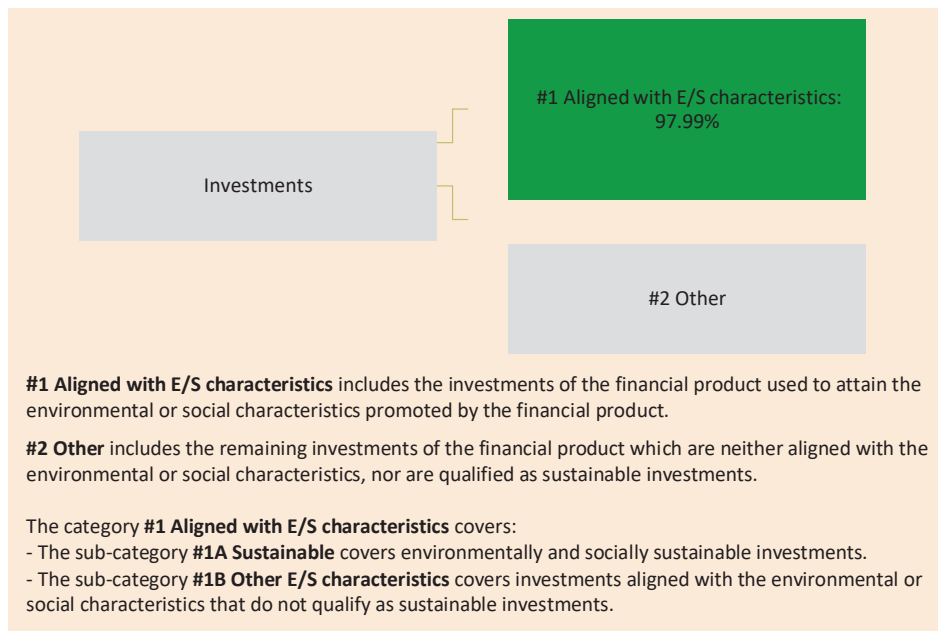 #1 Aligned with E/S characteristics:
97.99%
Investments
#2 Other
#1 Aligned with E/S characteristics includes the investments of the financial product used to attain the
environmental or social characteristics promoted by the financial product.
#2 Other includes the remaining investments of the financial product which are neither aligned with the
environmental or social characteristics, nor are qualified as sustainable investments.
The category #1 Aligned with E/S characteristics covers:
- The sub-category #1A Sustainable covers environmentally and socially sustainable investments.
- The sub-category #1B Other E/S characteristics covers investments aligned with the environmental or
social characteristics that do not qualify as sustainable investments.